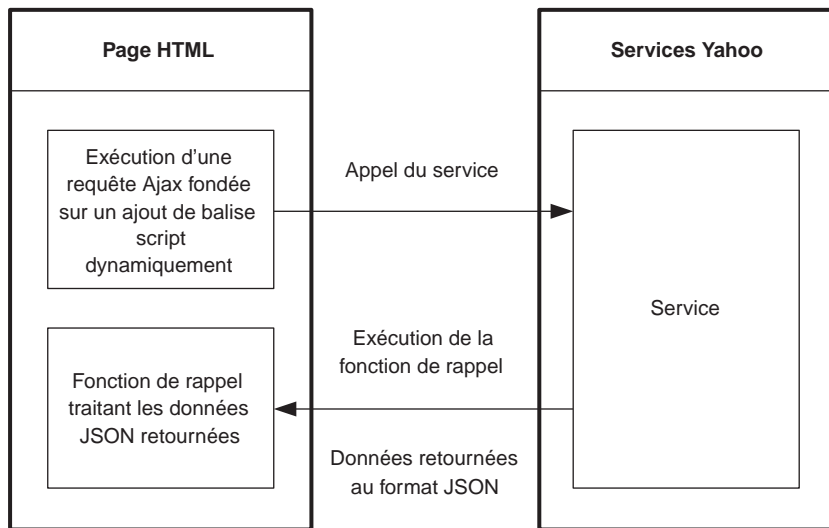 Page HTML
Services Yahoo
Exécution d'une
requête Ajax fondée
sur un ajout de balise
script
dynamiquement
Appel du service
Service
Exécution de la
fonction de rappel
Fonction de rappel
traitant les données
JSON retournées
Données retournées
au format JSON